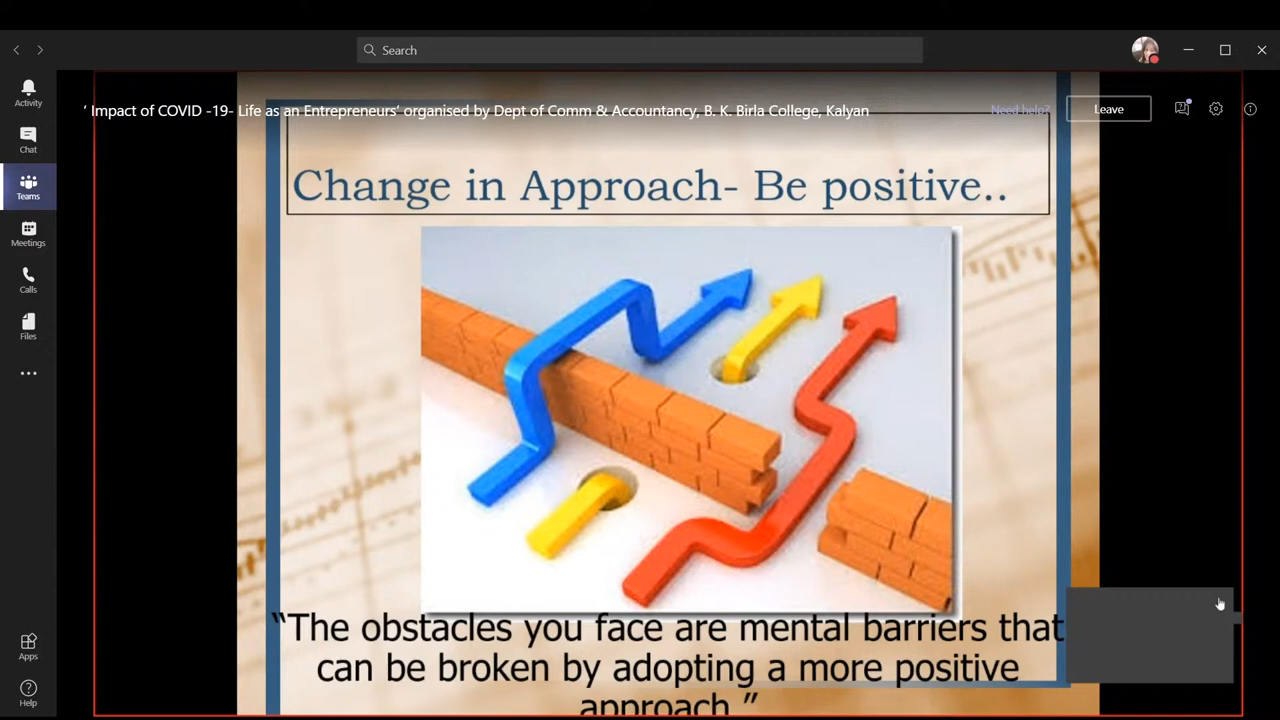 Search
Activity
Chat
Teams
Meetings
Calls
Files
Apps
Help
’ Impact of COVID -19- Life as an Entrepreneurs’ organised by Dept of Comm & Accountancy, B. K. Birla College, Kalyan
Need help?
Leave
Change in Approach- Be positive..
“The obstacles you face are mental barriers that
can be broken by adopting a more positive
approach.”